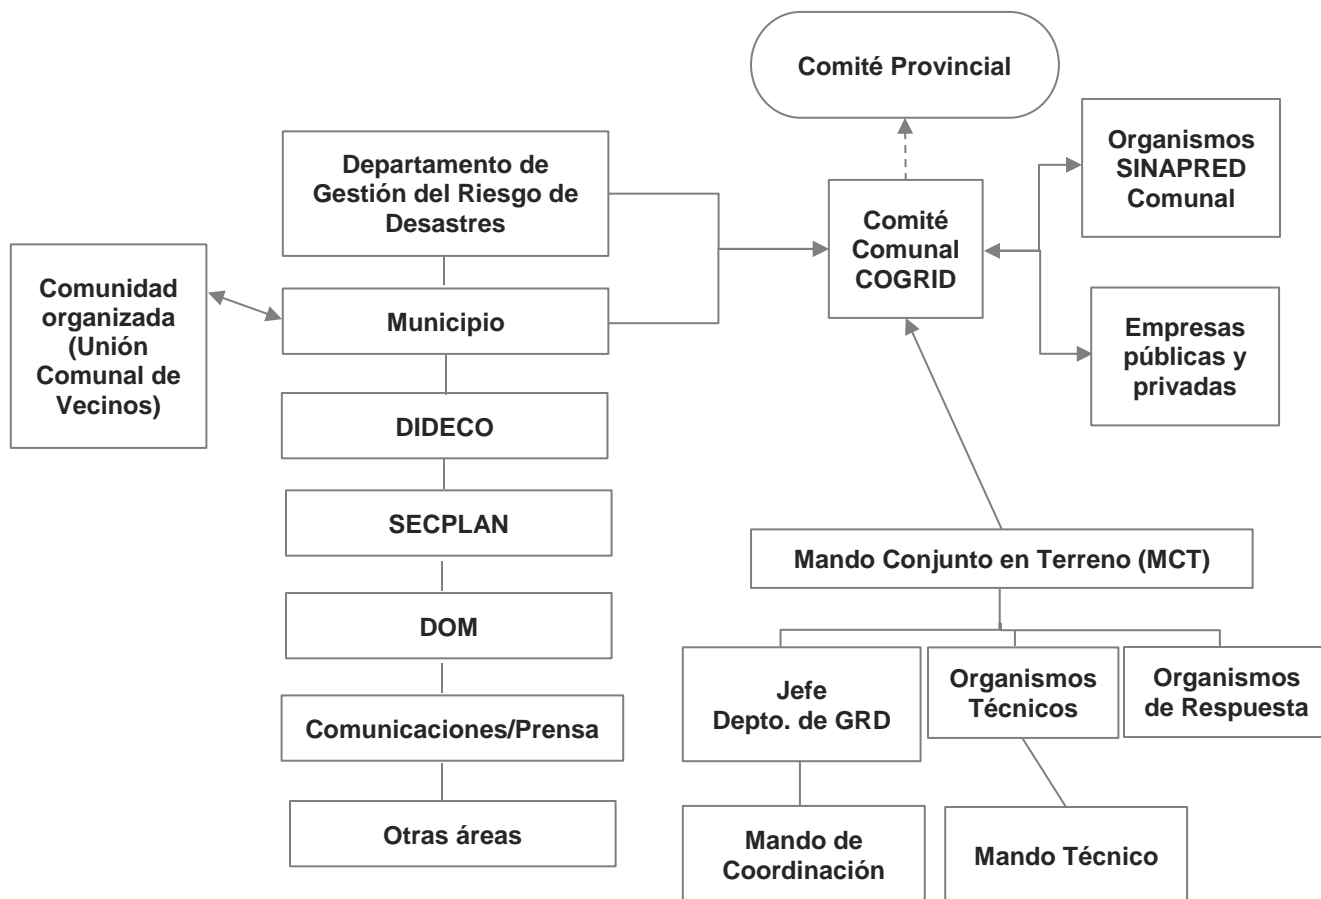 Comité Provincial
Departamento de
Gestión del Riesgo de
Desastres
Organismos
SINAPRED
Comunal
Comité
Comunal
COGRID
Comunidad
organizada
(Unión
Comunal de
Vecinos)
Municipio
Empresas
públicas y
privadas
DIDECO
SECPLAN
Mando Conjunto en Terreno (MCT)
DOM
Jefe
Depto. de GRD
Organismos
Técnicos
Organismos
de Respuesta
Comunicaciones/Prensa
Otras áreas
Mando de
Coordinación
Mando Técnico